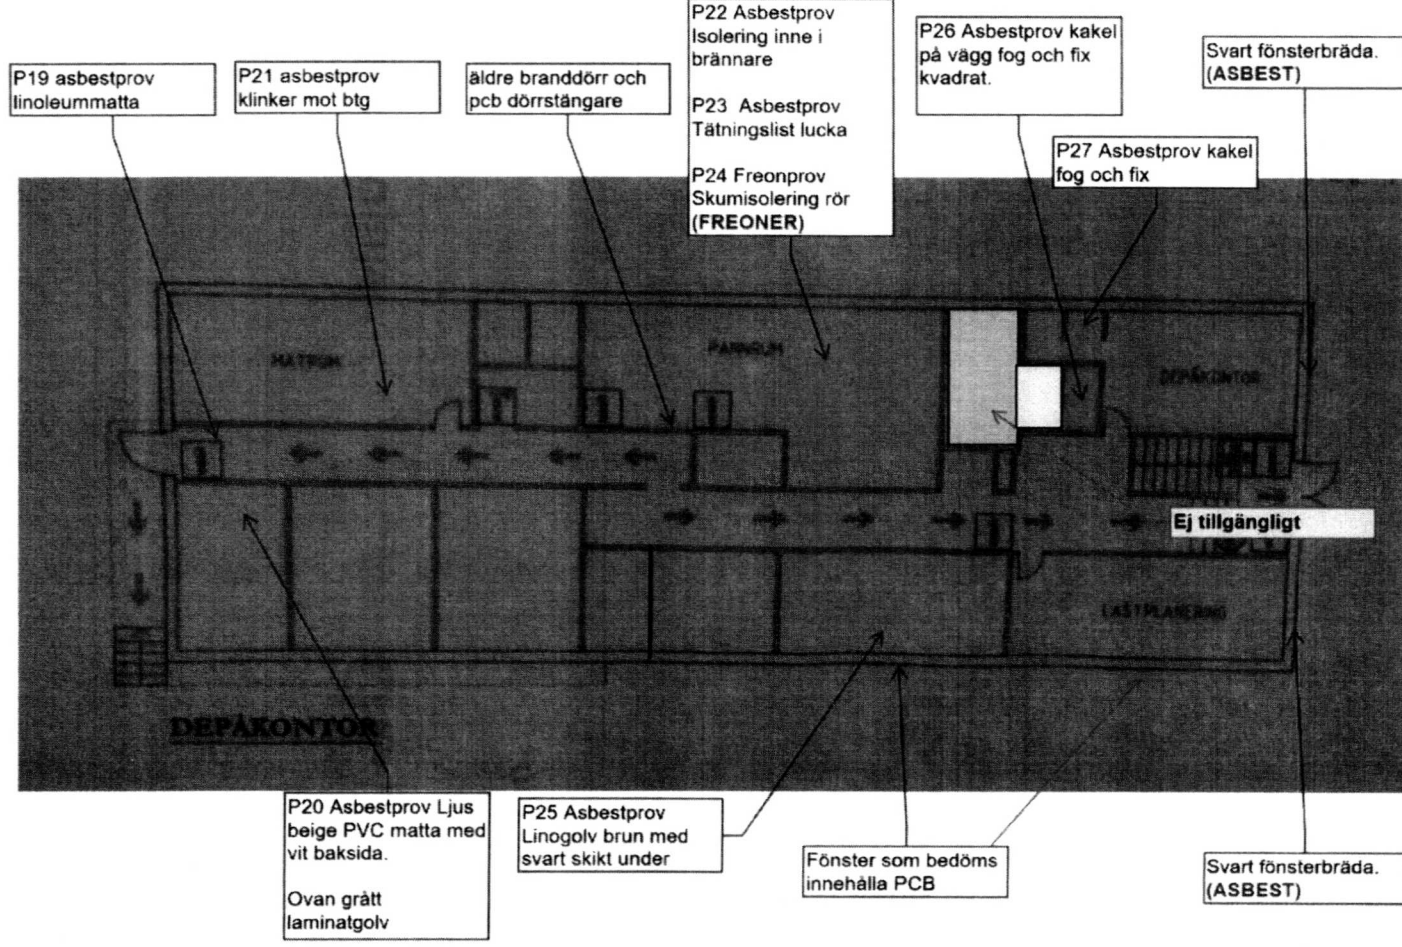 P19 asbestprov
linoleummatta
P21 asbestprov
klinker mot btg
äldre branddörr och
pcb dörrstängare
P22 Asbestprov
Isolering inne i
brännare
P23 Asbestprov
Tätningslist lucka
P24 Freonprov
Skumisolering rör
(FREONER)
P26 Asbestprov kakel
på vägg fog och fix
kvadrat.
Svart fönsterbräda.
(ASBEST)
P27 Asbestprov kakel
fog och fix
MATRUM
PANNRUM
DEPÅKONTOR
Ej tillgängligt
LASTPLANERING
DEPÅKONTOR
P20 Asbestprov Ljus
beige PVC matta med
vit baksida.
Ovan grått
laminatgolv
P25 Asbestprov
Linogolv brun med
svart skikt under
Fönster som bedöms
innehålla PCB
Svart fönsterbräda.
(ASBEST)